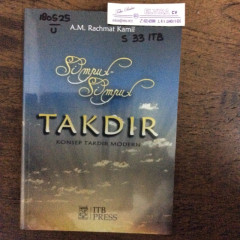 A.M. Rachmat Kamil
180525
U
S 33 ITB
Simpul-
Simpul
TAKDIR
KONSEP TAKDIR MODERN
ITB
PRESS